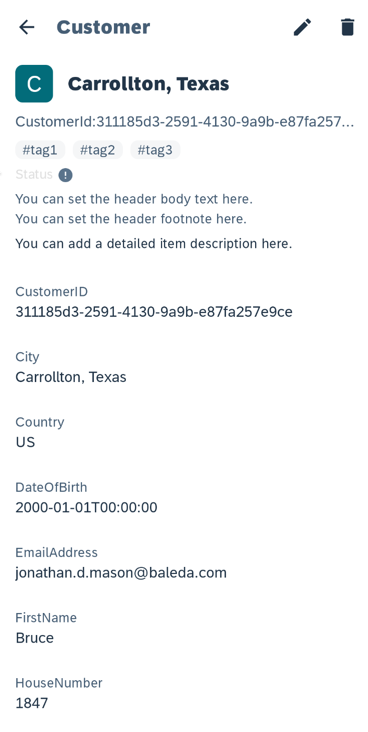 Customer
C
Carrollton, Texas
CustomerId:311185d3-2591-4130-9a9b-e87fa257...
#tag1 #tag2 #tag3
Status
You can set the header body text here.
You can set the header footnote here.
You can add a detailed item description here.
CustomerID
311185d3-2591-4130-9a9b-e87fa257e9ce
City
Carrollton, Texas
Country
US
DateOfBirth
2000-01-01T00:00:00
EmailAddress
jonathan.d.mason@baleda.com
FirstName
Bruce
HouseNumber
1847